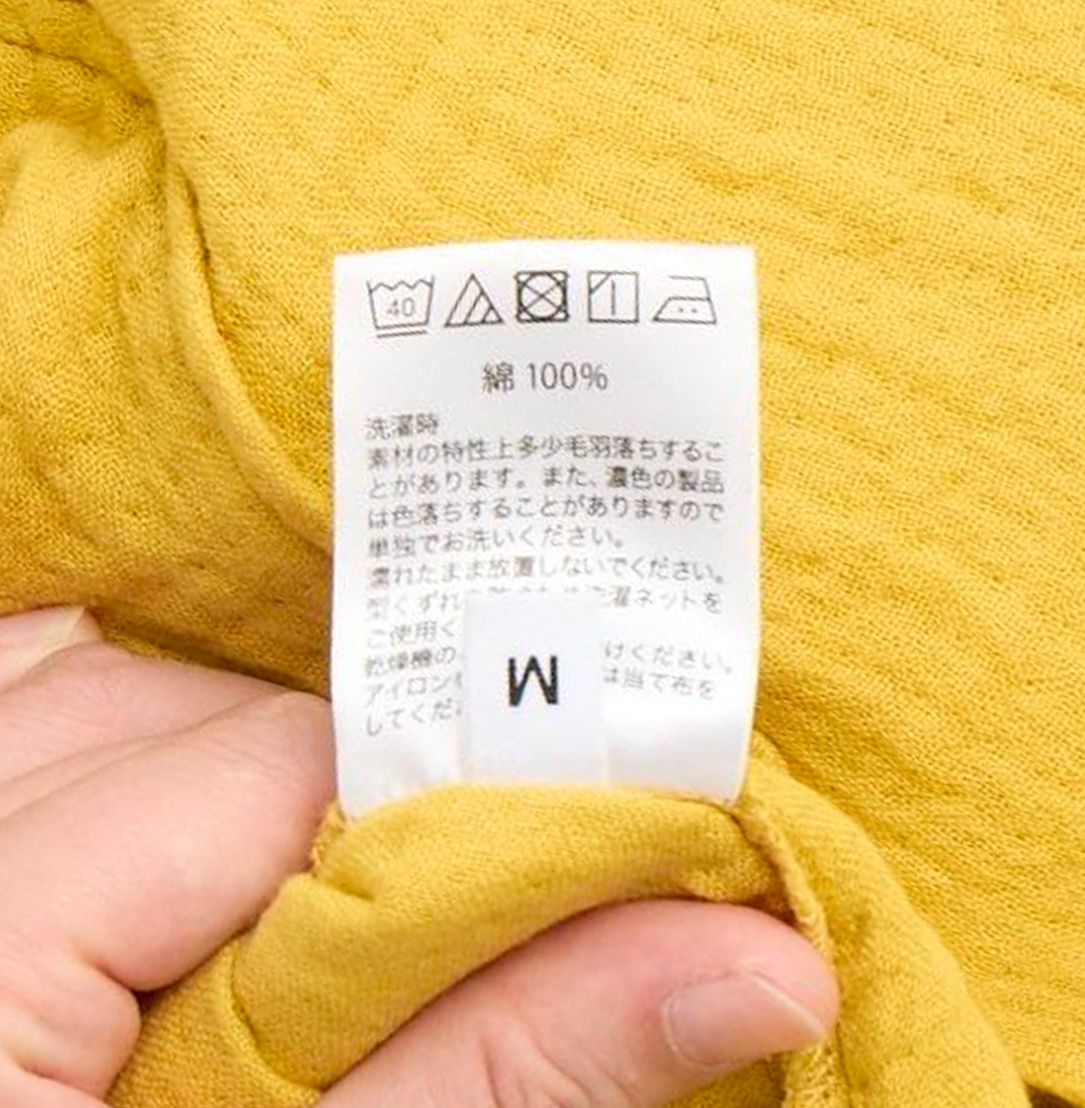 40
綿 100%
洗濯時
素材の特性上多少毛羽落ちするこ
とがあります。また、濃色の製品
は色落ちすることがありますので
単独でお洗いください。
濡れたまま放置しないでください。
型くずれ 濯ネットを
ご使用く
乾燥機の けください。
アイロン は当て布を
してくだ
M